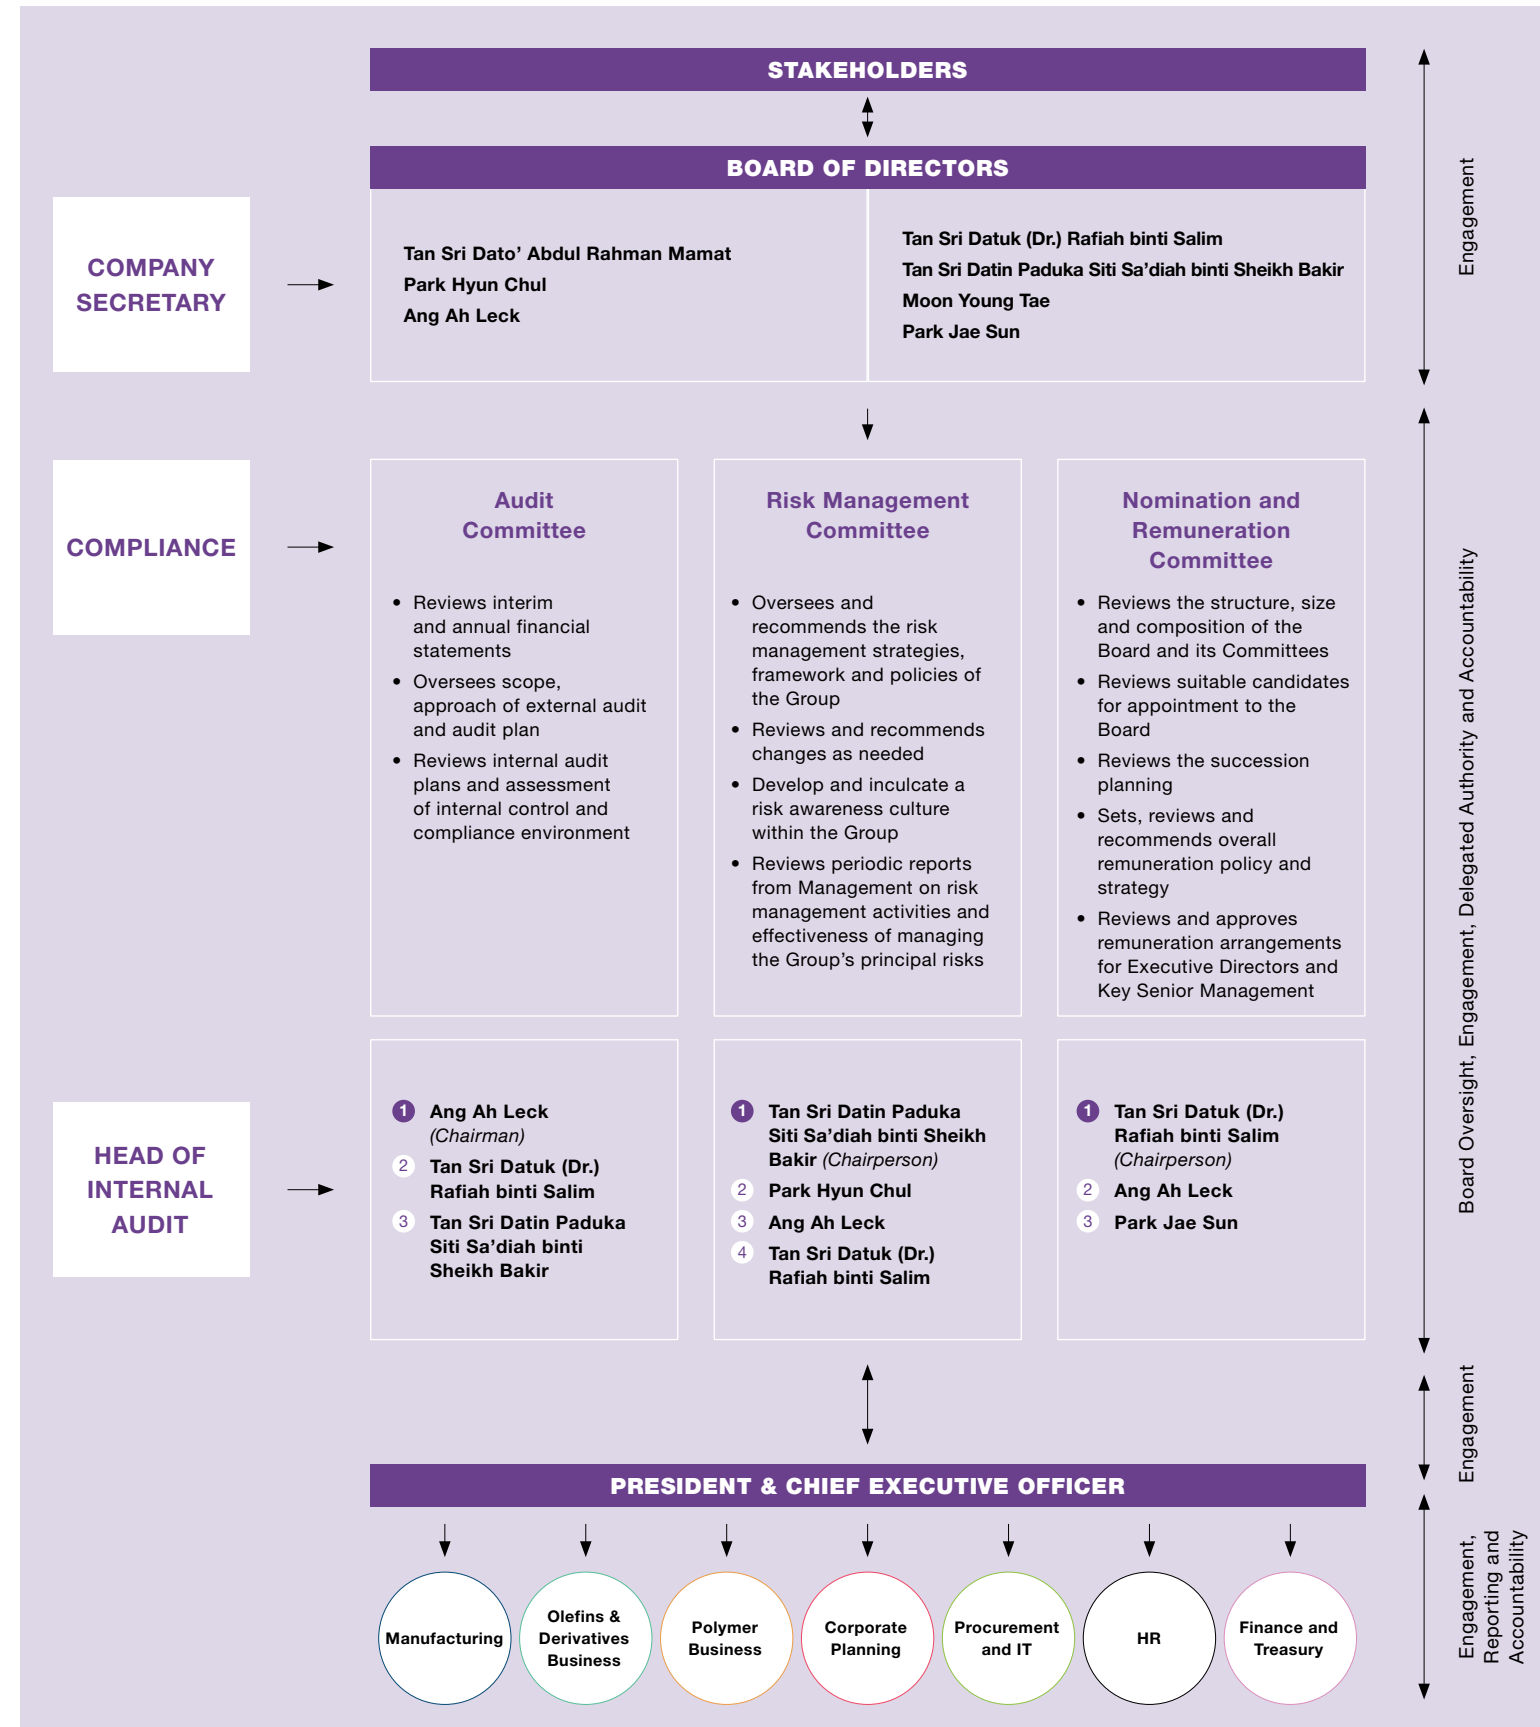 STAKEHOLDERS
BOARD OF DIRECTORS
COMPANY
SECRETARY
Tan Sri Dato’ Abdul Rahman Mamat
Park Hyun Chul
Ang Ah Leck
Tan Sri Datuk (Dr.) Rafiah binti Salim
Tan Sri Datin Paduka Siti Sa’diah binti Sheikh Bakir
Moon Young Tae
Park Jae Sun
Engagement
COMPLIANCE
Audit
Committee
• Reviews interim
and annual financial
statements
• Oversees scope,
approach of external audit
and audit plan
• Reviews internal audit
plans and assessment
of internal control and
compliance environment
Risk Management
Committee
• Oversees and
recommends the risk
management strategies,
framework and policies of
the Group
• Reviews and recommends
changes as needed
• Develop and inculcate a
risk awareness culture
within the Group
• Reviews periodic reports
from Management on risk
management activities and
effectiveness of managing
the Group’s principal risks
Nomination and
Remuneration
Committee
• Reviews the structure, size
and composition of the
Board and its Committees
• Reviews suitable candidates
for appointment to the
Board
• Reviews the succession
planning
• Sets, reviews and
recommends overall
remuneration policy and
strategy
• Reviews and approves
remuneration arrangements
for Executive Directors and
Key Senior Management
Board Oversight, Engagement, Delegated Authority and Accountability
HEAD OF
INTERNAL
AUDIT
1 Ang Ah Leck
(Chairman)
2 Tan Sri Datuk (Dr.)
Rafiah binti Salim
3 Tan Sri Datin Paduka
Siti Sa’diah binti
Sheikh Bakir
1 Tan Sri Datin Paduka
Siti Sa’diah binti Sheikh
Bakir (Chairperson)
2 Park Hyun Chul
3 Ang Ah Leck
4 Tan Sri Datuk (Dr.)
Rafiah binti Salim
1 Tan Sri Datuk (Dr.)
Rafiah binti Salim
(Chairperson)
2 Ang Ah Leck
3 Park Jae Sun
Engagement
PRESIDENT & CHIEF EXECUTIVE OFFICER
Manufacturing
Olefins &
Derivatives
Business
Polymer
Business
Corporate
Planning
Procurement
and IT
HR
Finance and
Treasury
Engagement,
Reporting and
Accountability